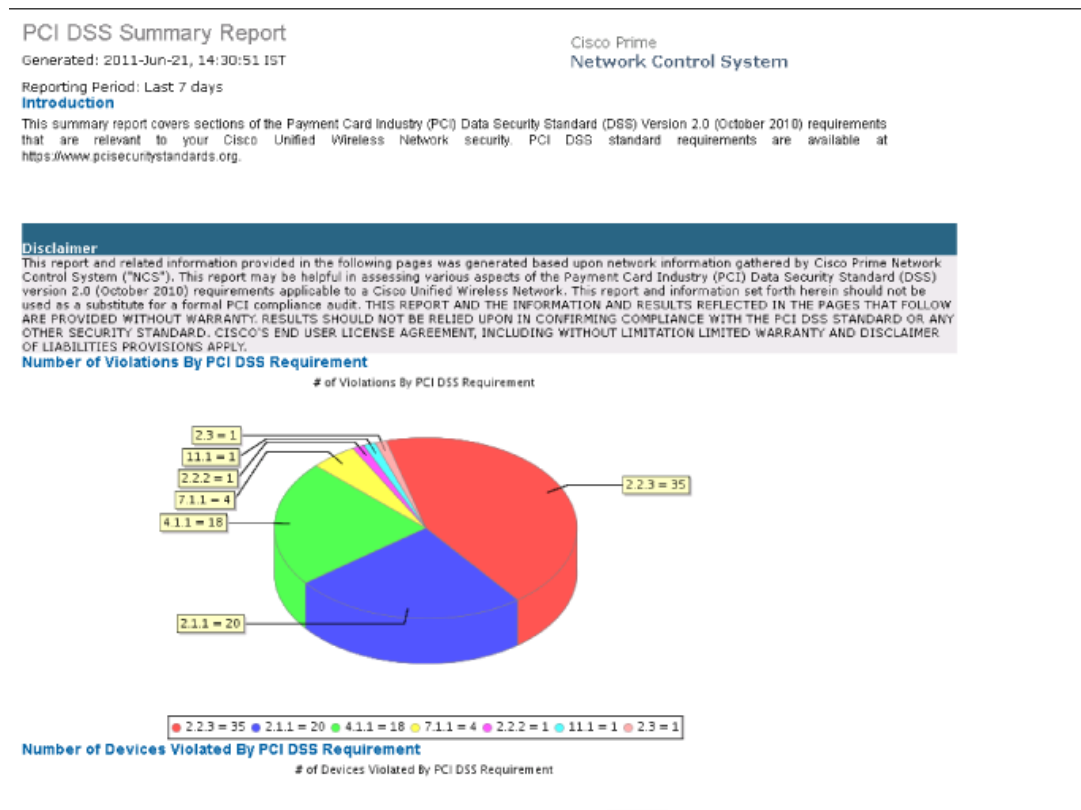 PCI DSS Summary Report
Generated: 2011-Jun-21, 14:30:51 IST
Cisco Prime
Network Control System
Reporting Period: Last 7 days
Introduction
This summary report covers sections of the Payment Card Industry (PCI) Data Security Standard (DSS) Version 2.0 (October 2010) requirements
that are relevant to your Cisco Unified Wireless Network security. PCI DSS standard requirements are available at
https://www.pcisecuritystandards.org.
Disclaimer
This report and related information provided in the following pages was generated based upon network information gathered by Cisco Prime Network
Control System ("NCS"). This report may be helpful in assessing various aspects of the Payment Card Industry (PCI) Data Security Standard (DSS)
version 2.0 (October 2010) requirements applicable to a Cisco Unified Wireless Network. This report and information set forth herein should not be
used as a substitute for a formal PCI compliance audit. THIS REPORT AND THE INFORMATION AND RESULTS REFLECTED IN THE PAGES THAT FOLLOW
ARE PROVIDED WITHOUT WARRANTY. RESULTS SHOULD NOT BE RELIED UPON IN CONFIRMING COMPLIANCE WITH THE PCI DSS STANDARD OR ANY
OTHER SECURITY STANDARD. CISCO'S END USER LICENSE AGREEMENT, INCLUDING WITHOUT LIMITATION LIMITED WARRANTY AND DISCLAIMER
OF LIABILITIES PROVISIONS APPLY.
Number of Violations By PCI DSS Requirement
# of Violations By PCI DSS Requirement
2.3 = 1
11.1 = 1
2.2.2 = 1
7.1.1 = 4
4.1.1 = 18
2.2.3 = 35
2.1.1 = 20
2.2.3 = 35 2.1.1 = 20 4.1.1 = 18 7.1.1 = 4 2.2.2 = 1 11.1 = 1 2.3 = 1
Number of Devices Violated By PCI DSS Requirement
# of Devices Violated By PCI DSS Requirement